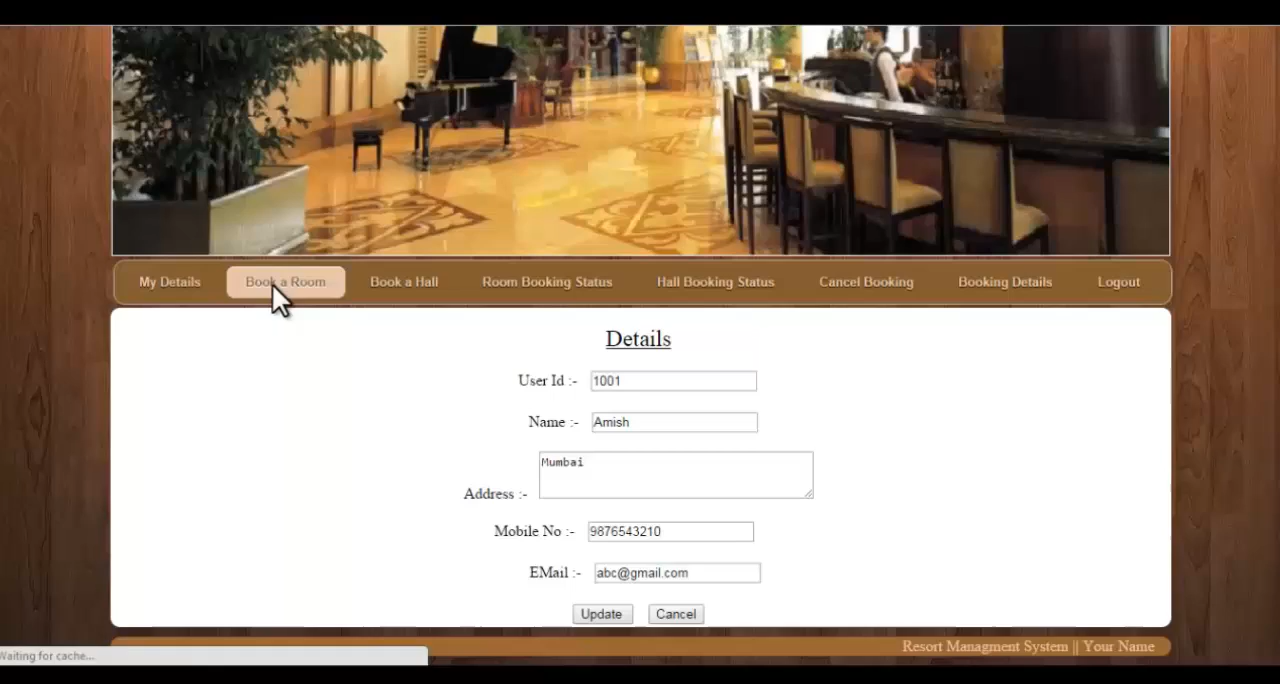 My Details Book a Room Book a Hall Room Booking Status Hall Booking Status Cancel Booking Booking Details Logout
Details
User Id :- 1001
Name :- Amish
Mumbai
Address :-
Mobile No :- 9876543210
EMail :- abc@gmail.com
Update Cancel
Resort Managment System || Your Name
Waiting for cache...